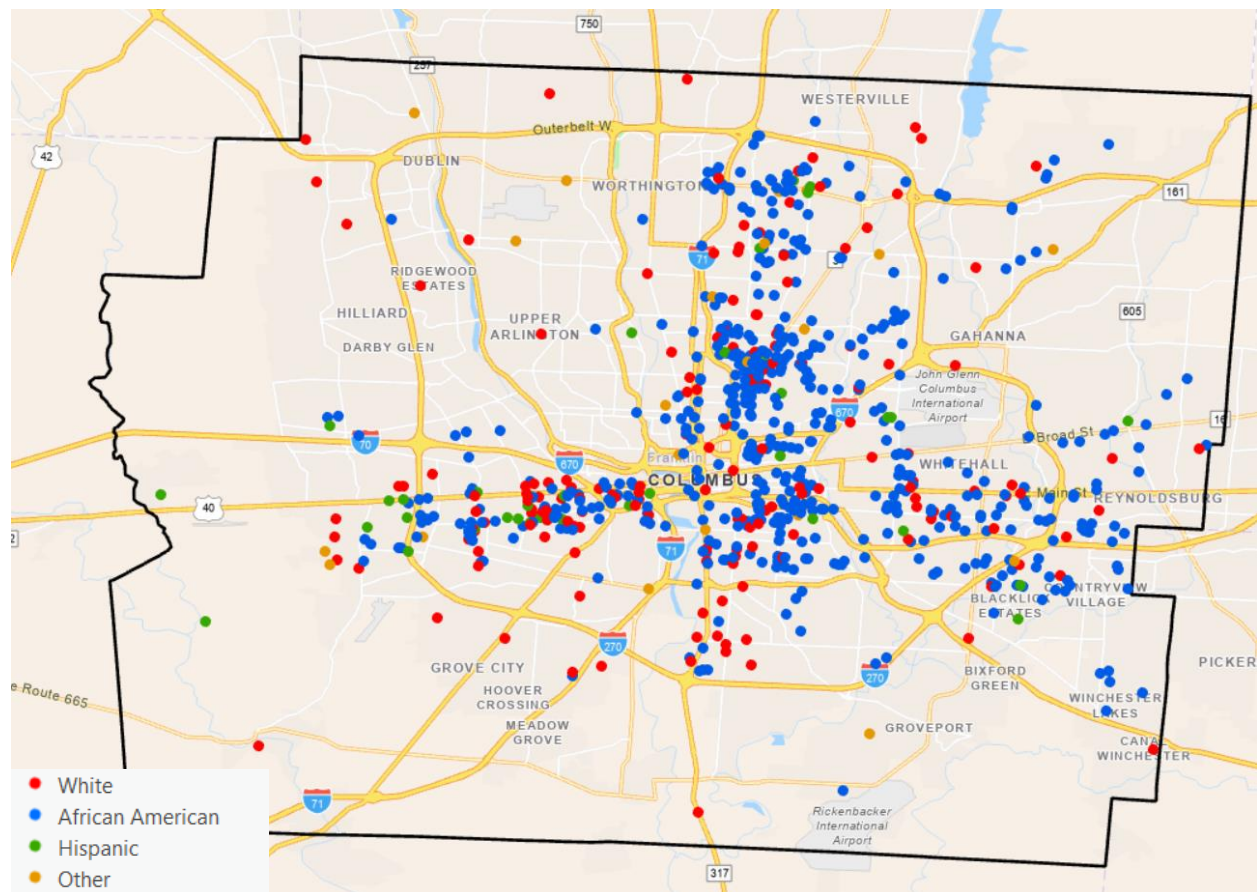 750
257
WESTERVILLE
Outerbelt W
42
DUBLIN
WORTHINGTON
161
71
3
RIDGEWOOD
ESTATES
605
HILLIARD
UPPER
ARLINGTON
GAHANNA
DARBY GLEN
John Glenn
Columbus
International
Airport
670
16
70
E Broad St
Franklin
670
WHITEHALL
COLUMBUS
Main St
REYNOLDSBURG
40
71
COUNTRYVIEW
VILLAGE
BLACKLICK
ESTATES
270
PICKER
GROVE CITY
270
BIXFORD
GREEN
e Route 665
HOOVER
CROSSING
WINCHESTER
LAKES
MEADOW
GROVE
GROVEPORT
CANAL
WINCHESTER
White
71
African American
Rickenbacker
International
Airport
Hispanic
317
Other